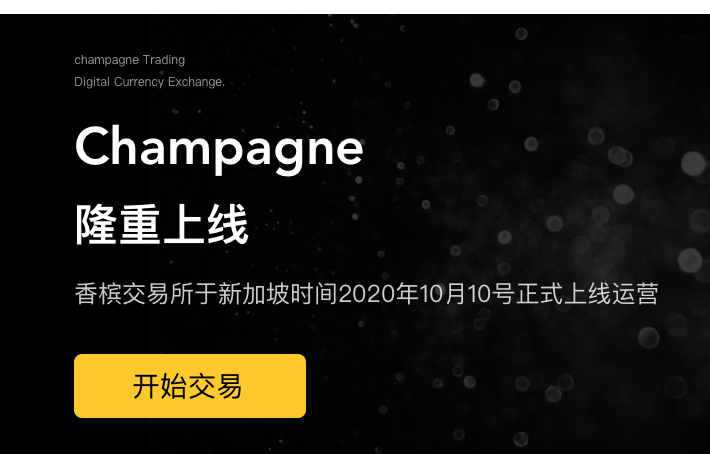 champagne Trading
Digital Currency Exchange.
Champagne
隆重上线
香槟交易所于新加坡时间2020年10月10号正式上线运营
开始交易